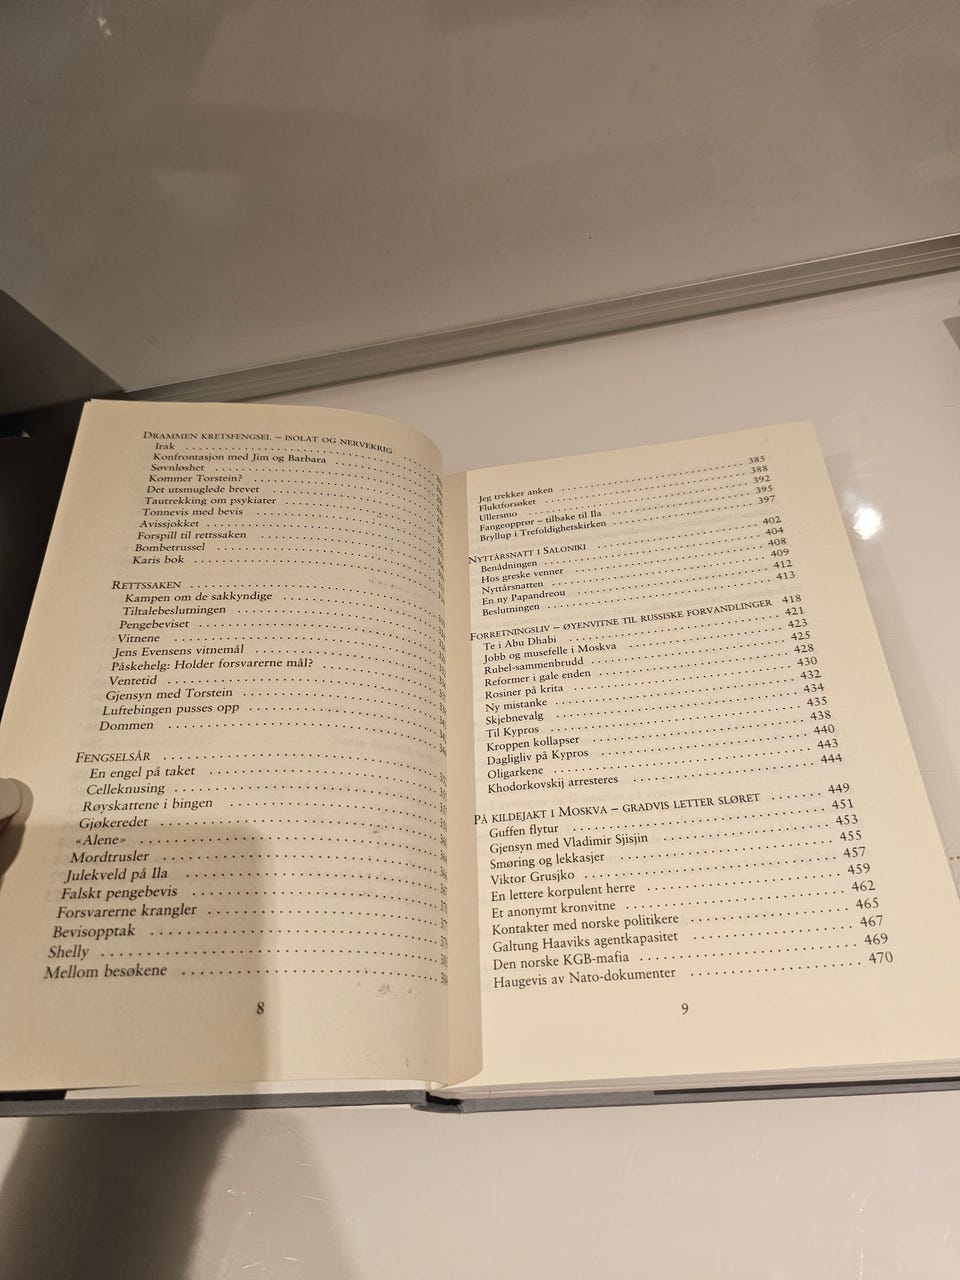 DRAMMEN KRETSFENGSEL – ISOLAT OG NERVEKRIG
Irak
Konfrontasjon med Jim og Barbara
Søvnløshet
Kommer Torstein?
Det utsmuglede brevet
Tautrekking om psykiater
Tonnevis med bevis
Avissjokket
Forspill til rettssaken
Bombetrussel
Karis bok
RETTSSAKEN
Kampen om de sakkyndige
Tiltalebeslutningen
Pengebeviset
Vitnene
Jens Evensens vitnemål
Påskehelg: Holder forsvarerne mål?
Ventetid
Gjensyn med Torstein
Luftebingen pusses opp
Dommen
FENGSELSÅR
En engel på taket
Celleknusing
Røyskattene i bingen
Gjøkeredet
«Alene»
Mordtrusler
Julekveld på Ila
Falskt pengebevis
Forsvarerne krangler
Bevisopptak
Shelly
Mellom besøkene
8
Jeg trekker anken 385
Fluktforsøket 388
Ullersmo 392
Fangeopprør – tilbake til Ila 395
Bryllup i Trefoldighetskirken 397
NYTTÅRSNATT I SALONIKI 402
Benådningen 404
Hos greske venner 408
Nyttårsnatten 409
En ny Papandreou 412
Beslutningen 413
FORRETNINGSLIV – ØYENVITNE TIL RUSSISKE FORVANDLINGER 418
Te i Abu Dhabi 421
Jobb og musefelle i Moskva 423
Rubel-sammenbrudd 425
Reformer i gale enden 428
Rosiner på krita 430
Ny mistanke 432
Skjebnevalg 434
Til Kypros 435
Kroppen kollapser 438
Dagligliv på Kypros 440
Oligarkene 443
Khodorkovskij arresteres 444
PÅ KILDEJAKT I MOSKVA – GRADVIS LETTER SLØRET 449
Guffen flytur 451
Gjensyn med Vladimir Sjisjin 453
Smøring og lekkasjer 455
Viktor Grusjko 457
En lettere korpulent herre 459
Et anonymt kronvitne 462
Kontakter med norske politikere 465
Galtung Haaviks agentkapasitet 467
Den norske KGB-mafia 469
Haugevis av Nato-dokumenter 470
9